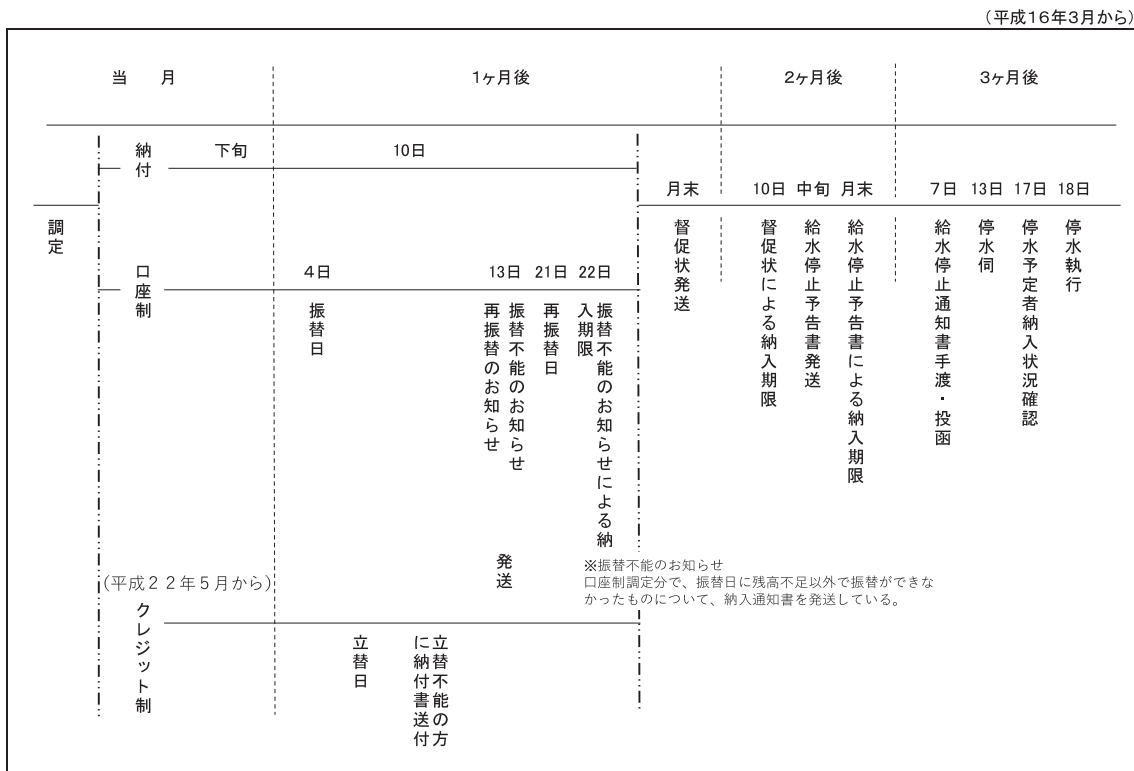 (平成16年3月から)
当　月
1ヶ月後
2ヶ月後
3ヶ月後
調定
納付
下旬
10日
口座制
4日
振替日
13日
再振替のお知らせ
振替不能のお知らせ
発送
21日
再振替日
22日
振替不能のお知らせによる納
入期限
月末
督促状発送
10日
督促状による納入期限
中旬
給水停止予告書発送
月末
給水停止予告書による納入期限
7日
給水停止通知書手渡・投函
13日
停水伺
17日
停水予定者納入状況確認
18日
停水執行
※振替不能のお知らせ
口座制調定分で、振替日に残高不足以外で振替ができな
かったものについて、納入通知書を発送している。
(平成２２年５月から)
クレジット制
立替日
立替不能の方
に納付書送付